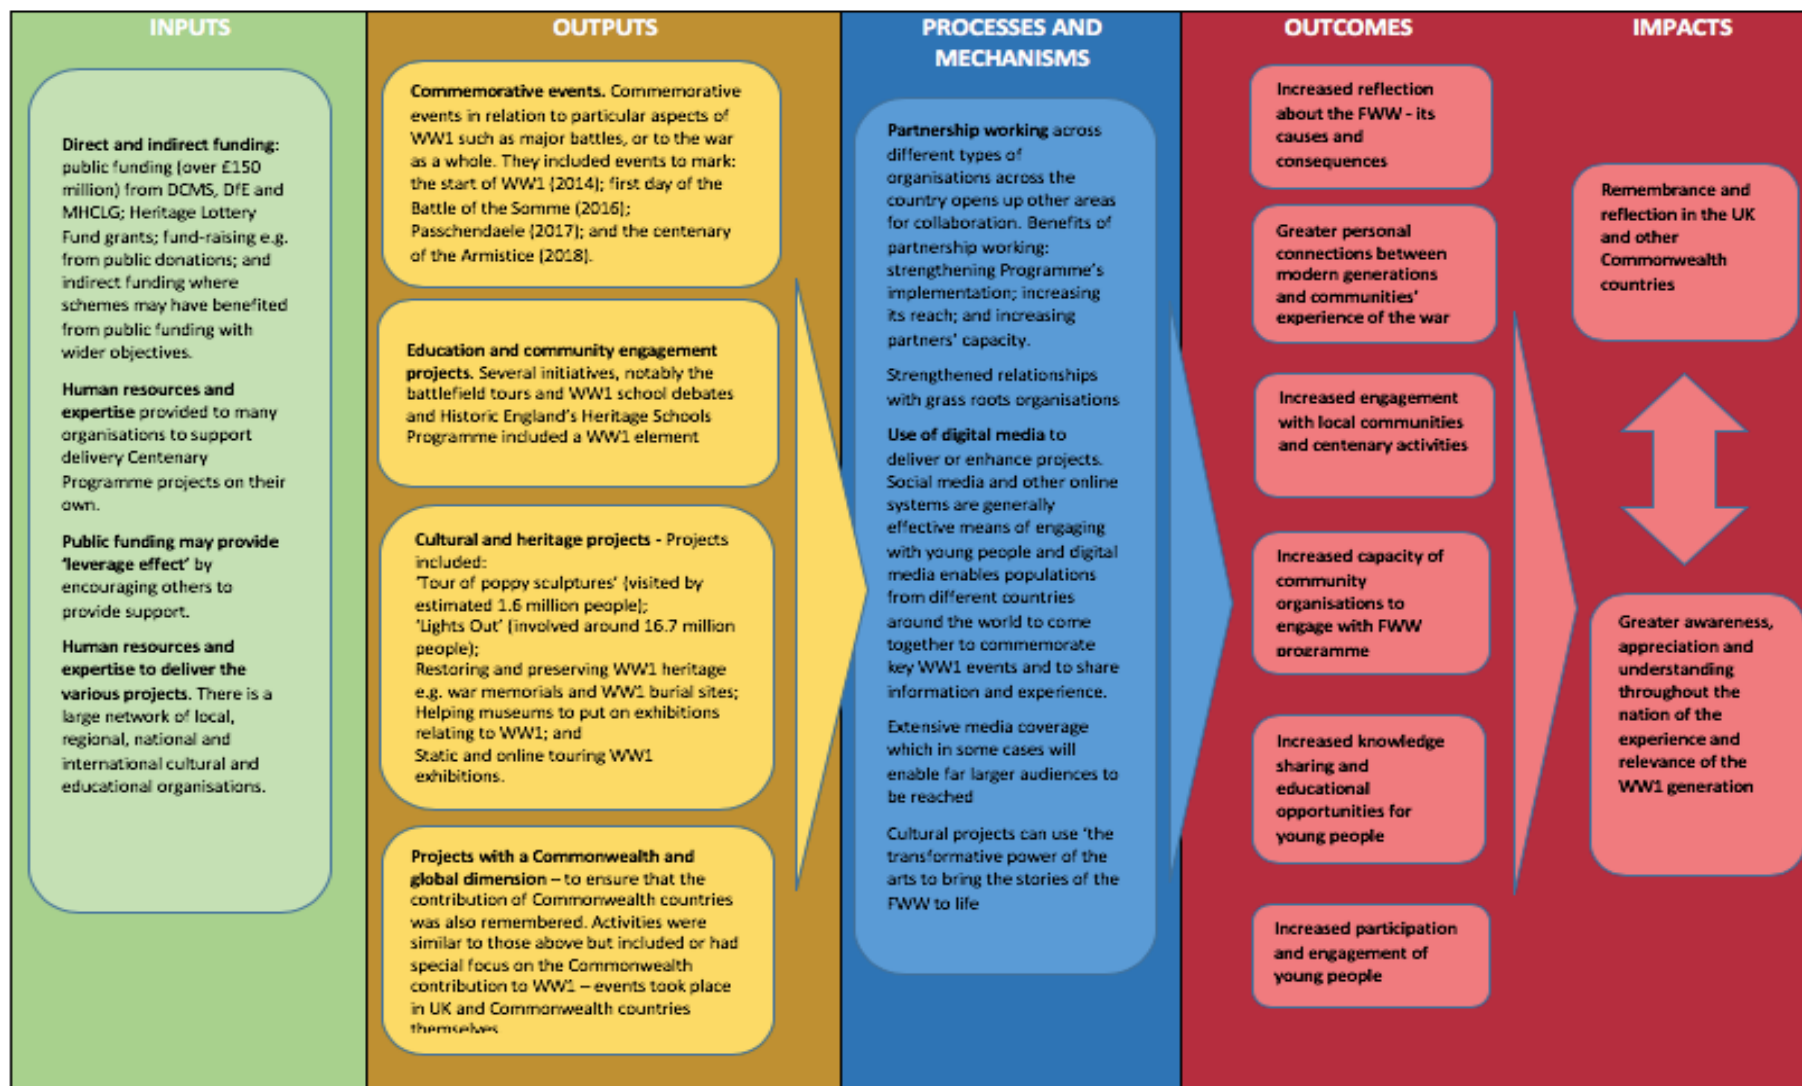 INPUTS
Direct and indirect funding:
public funding (over £150
million) from DCMS, DfE and
MHCLG; Heritage Lottery
Fund grants; fund-raising e.g.
from public donations; and
indirect funding where
schemes may have benefited
from public funding with
wider objectives.
Human resources and
expertise provided to many
organisations to support
delivery Centenary
Programme projects on their
own.
Public funding may provide
'leverage effect' by
encouraging others to
provide support.
Human resources and
expertise to deliver the
various projects. There is a
large network of local,
regional, national and
international cultural and
educational organisations.
OUTPUTS
Commemorative events. Commemorative
events in relation to particular aspects of
WW1 such as major battles, or to the war
as a whole. They included events to mark:
the start of WW1 (2014); first day of the
Battle of the Somme (2016);
Passchendaele (2017); and the centenary
of the Armistice (2018).
Education and community engagement
projects. Several initiatives, notably the
battlefield tours and WW1 school debates
and Historic England's Heritage Schools
Programme included a WW1 element
Cultural and heritage projects - Projects
included:
'Tour of poppy sculptures' (visited by
estimated 1.6 million people);
'Lights Out' (involved around 16.7 million
people);
Restoring and preserving WW1 heritage
e.g. war memorials and WW1 burial sites;
Helping museums to put on exhibitions
relating to WW1; and
Static and online touring WW1
exhibitions.
Projects with a Commonwealth and
global dimension – to ensure that the
contribution of Commonwealth countries
was also remembered. Activities were
similar to those above but included or had
special focus on the Commonwealth
contribution to WW1 – events took place
in UK and Commonwealth countries
themselves
PROCESSES AND
MECHANISMS
Partnership working across
different types of
organisations across the
country opens up other areas
for collaboration. Benefits of
partnership working:
strengthening Programme's
implementation; increasing
its reach; and increasing
partners' capacity.
Strengthened relationships
with grass roots organisations
Use of digital media to
deliver or enhance projects.
Social media and other online
systems are generally
effective means of engaging
with young people and digital
media enables populations
from different countries
around the world to come
together to commemorate
key WW1 events and to share
information and experience.
Extensive media coverage
which in some cases will
enable far larger audiences to
be reached
Cultural projects can use 'the
transformative power of the
arts to bring the stories of the
FWW to life
OUTCOMES
Increased reflection
about the FWW - its
causes and
consequences
Greater personal
connections between
modern generations
and communities'
experience of the war
Increased engagement
with local communities
and centenary activities
Increased capacity of
community
organisations to
engage with FWW
programme
Increased knowledge
sharing and
educational
opportunities for
young people
Increased participation
and engagement of
young people
IMPACTS
Remembrance and
reflection in the UK
and other
Commonwealth
countries
Greater awareness,
appreciation and
understanding
throughout the
nation of the
experience and
relevance of the
WW1 generation